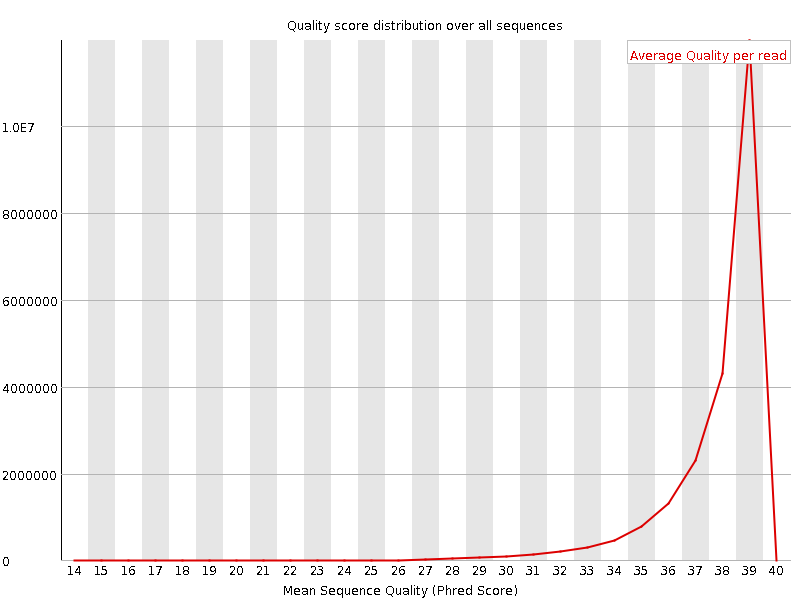 Quality score distribution over all sequences
Average Quality per read
1.0E7
8000000
6000000
4000000
2000000
0
14 15 16 17 18 19 20 21 22 23 24 25 26 27 28 29 30 31 32 33 34 35 36 37 38 39 40
Mean Sequence Quality (Phred Score)